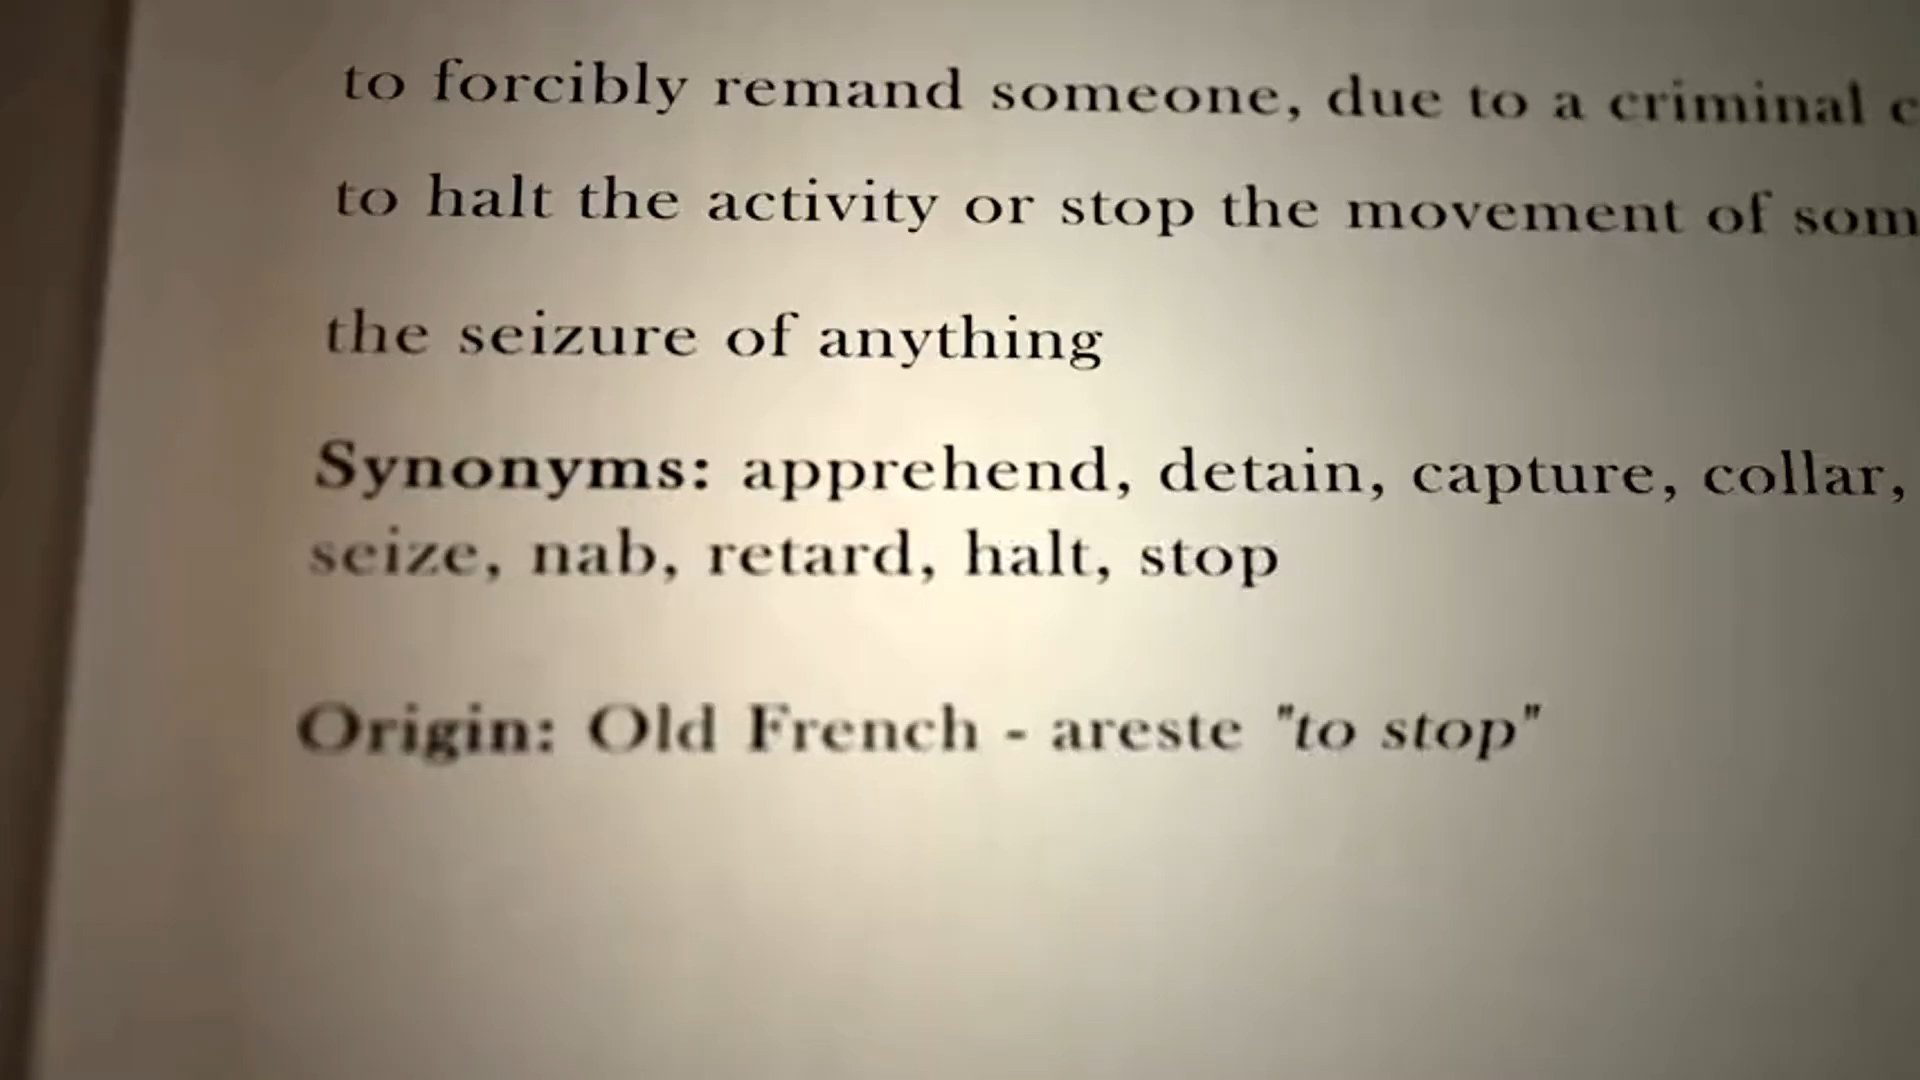 to forcibly remand someone, due to a criminal
to halt the activity or stop the movement of
the seizure of anything
Synonyms: apprehend, detain, capture, collar,
seize, nab, retard, halt, stop
Origin: Old French - areste "to stop"